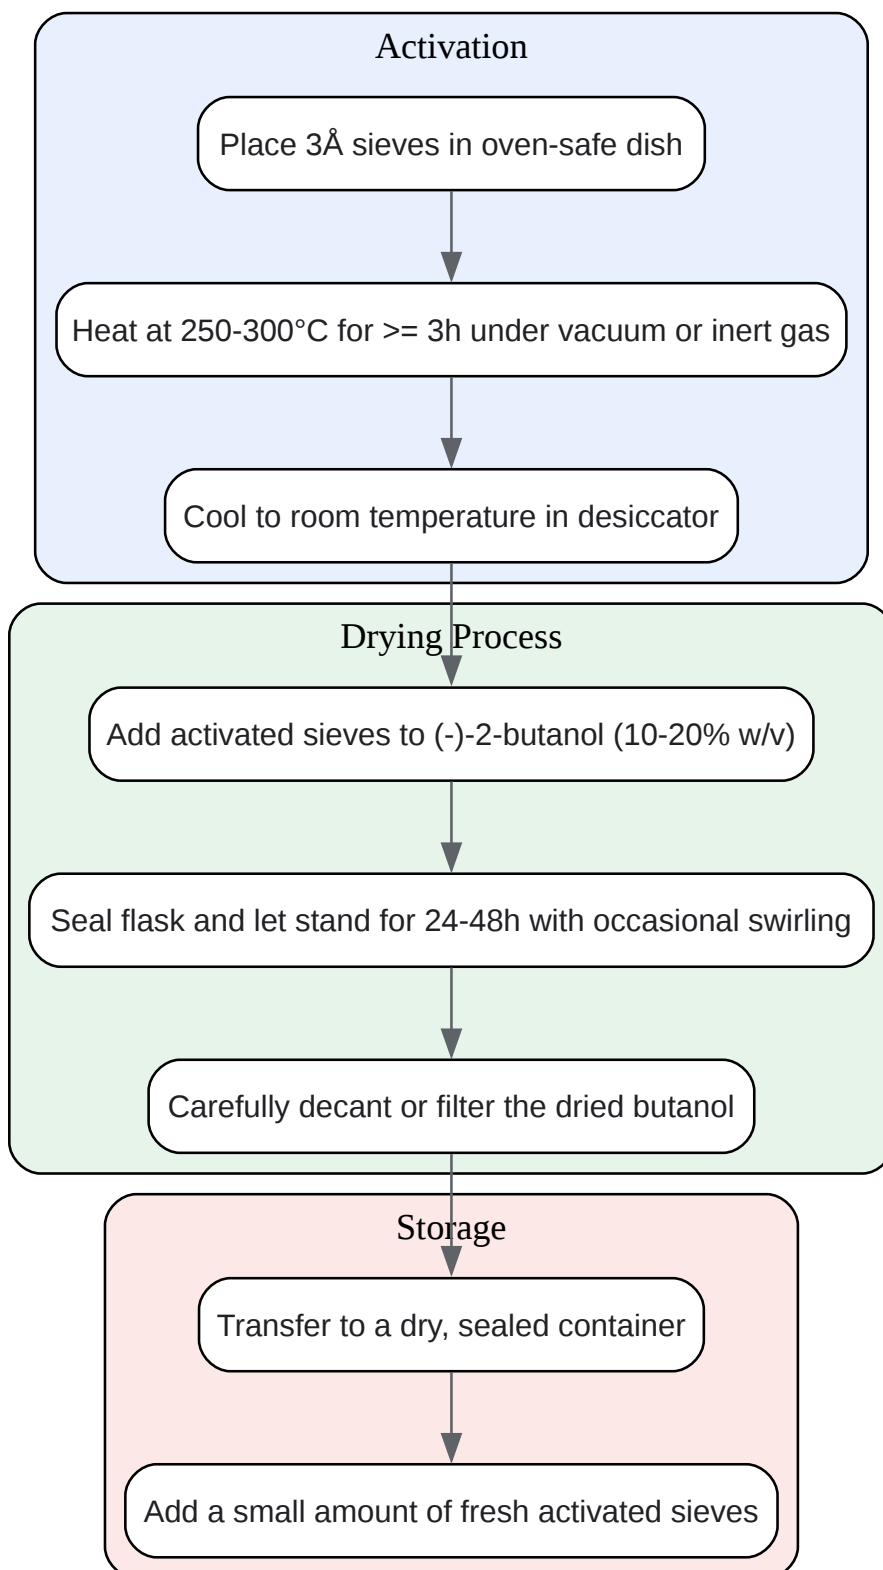 Activation
Place 3Å sieves in oven-safe dish
Heat at 250-300°C for >= 3h under vacuum or inert gas
Cool to room temperature in desiccator
Drying Process
Add activated sieves to (-)-2-butanol (10-20% w/v)
Seal flask and let stand for 24-48h with occasional swirling
Carefully decant or filter the dried butanol
Storage
Transfer to a dry, sealed container
Add a small amount of fresh activated sieves